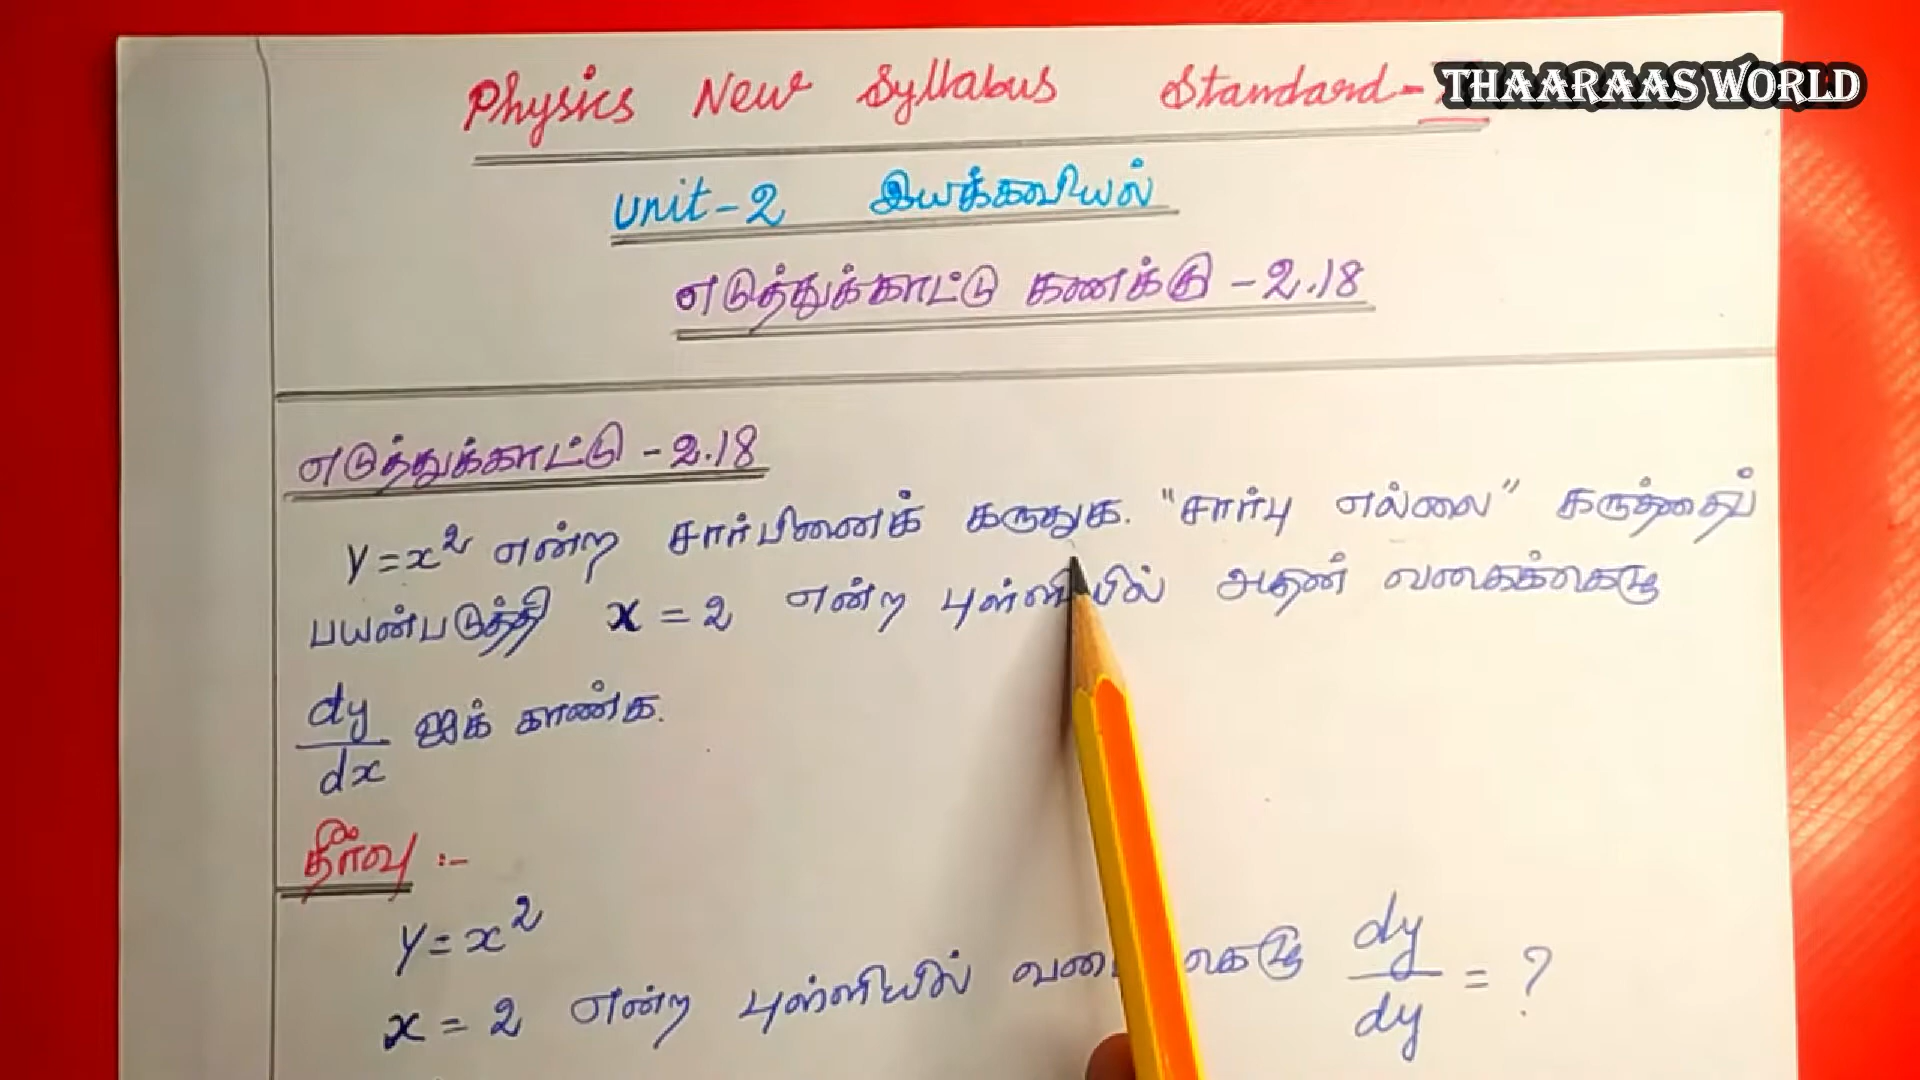 Physics New Syllabus Standard-
THAARAAS WORLD
Unit-2 இயக்கவியல்
எடுத்துக்காட்டு கணக்கு - 2.18
எடுத்துக்காட்டு - 2.18
y = x² என்ற சார்பினைக் கருதுக. "சார்பு எல்லை" கருத்தைப்
பயன்படுத்தி x = 2 என்ற புள்ளியில் அதன் வகைக்கெழு
dy/dx ஐக் காண்க.
தீர்வு :-
y = x²
x = 2 என்ற புள்ளியில் dy/dy = ?